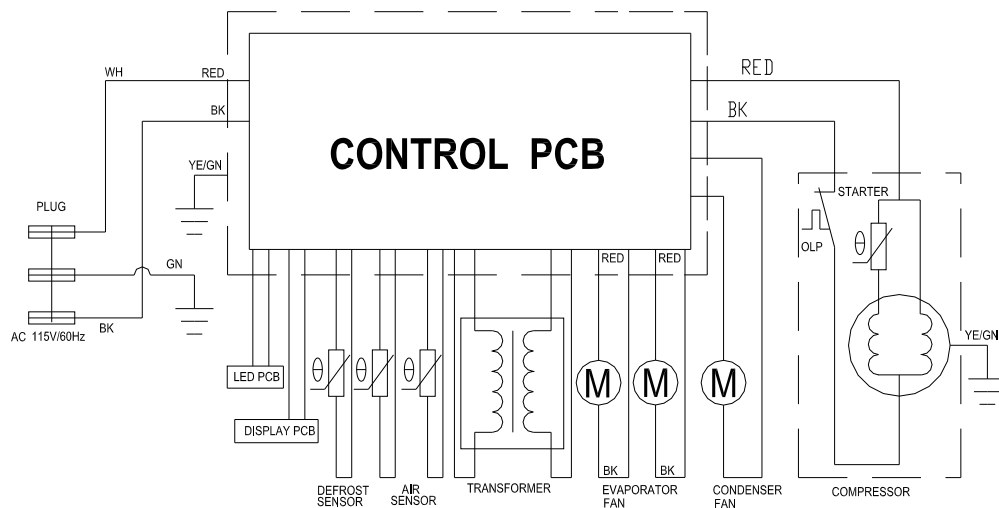 WH
RED
BK
YE/GN
CONTROL PCB
RED
BK
PLUG
GN
BK
AC 115V/60Hz
STARTER
OLP
θ
YE/GN
RED
RED
LED PCB
DISPLAY PCB
θ
θ
θ
M
M
M
BK
BK
DEFROST
SENSOR
AIR
SENSOR
TRANSFORMER
EVAPORATOR
FAN
CONDENSER
FAN
COMPRESSOR